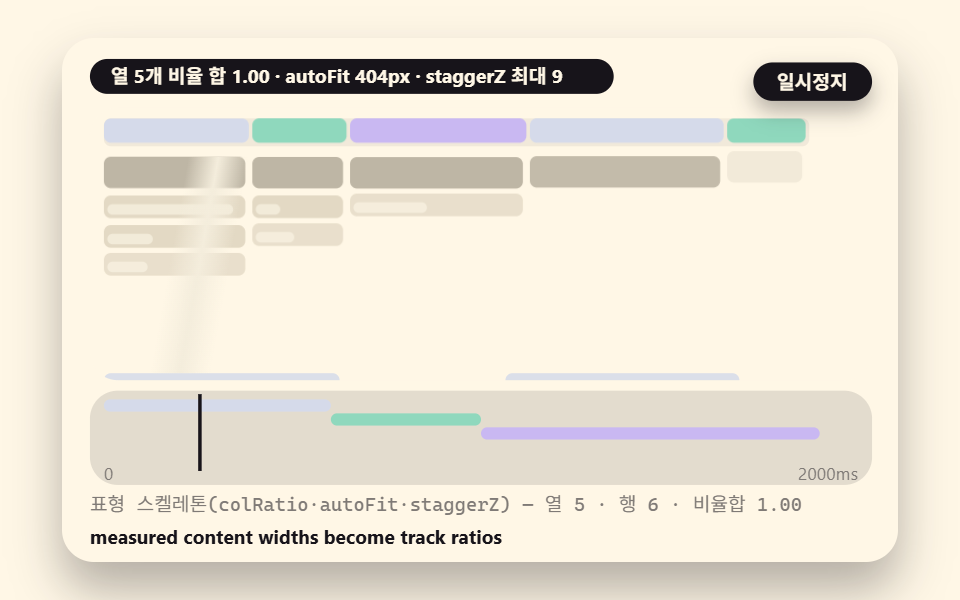 열 5개 비율 합 1.00 · autoFit 404px · staggerZ 최대 9
일시정지
0
2000ms
표형 스켈레톤(colRatio·autoFit·staggerZ) — 열 5 · 행 6 · 비율합 1.00
measured content widths become track ratios